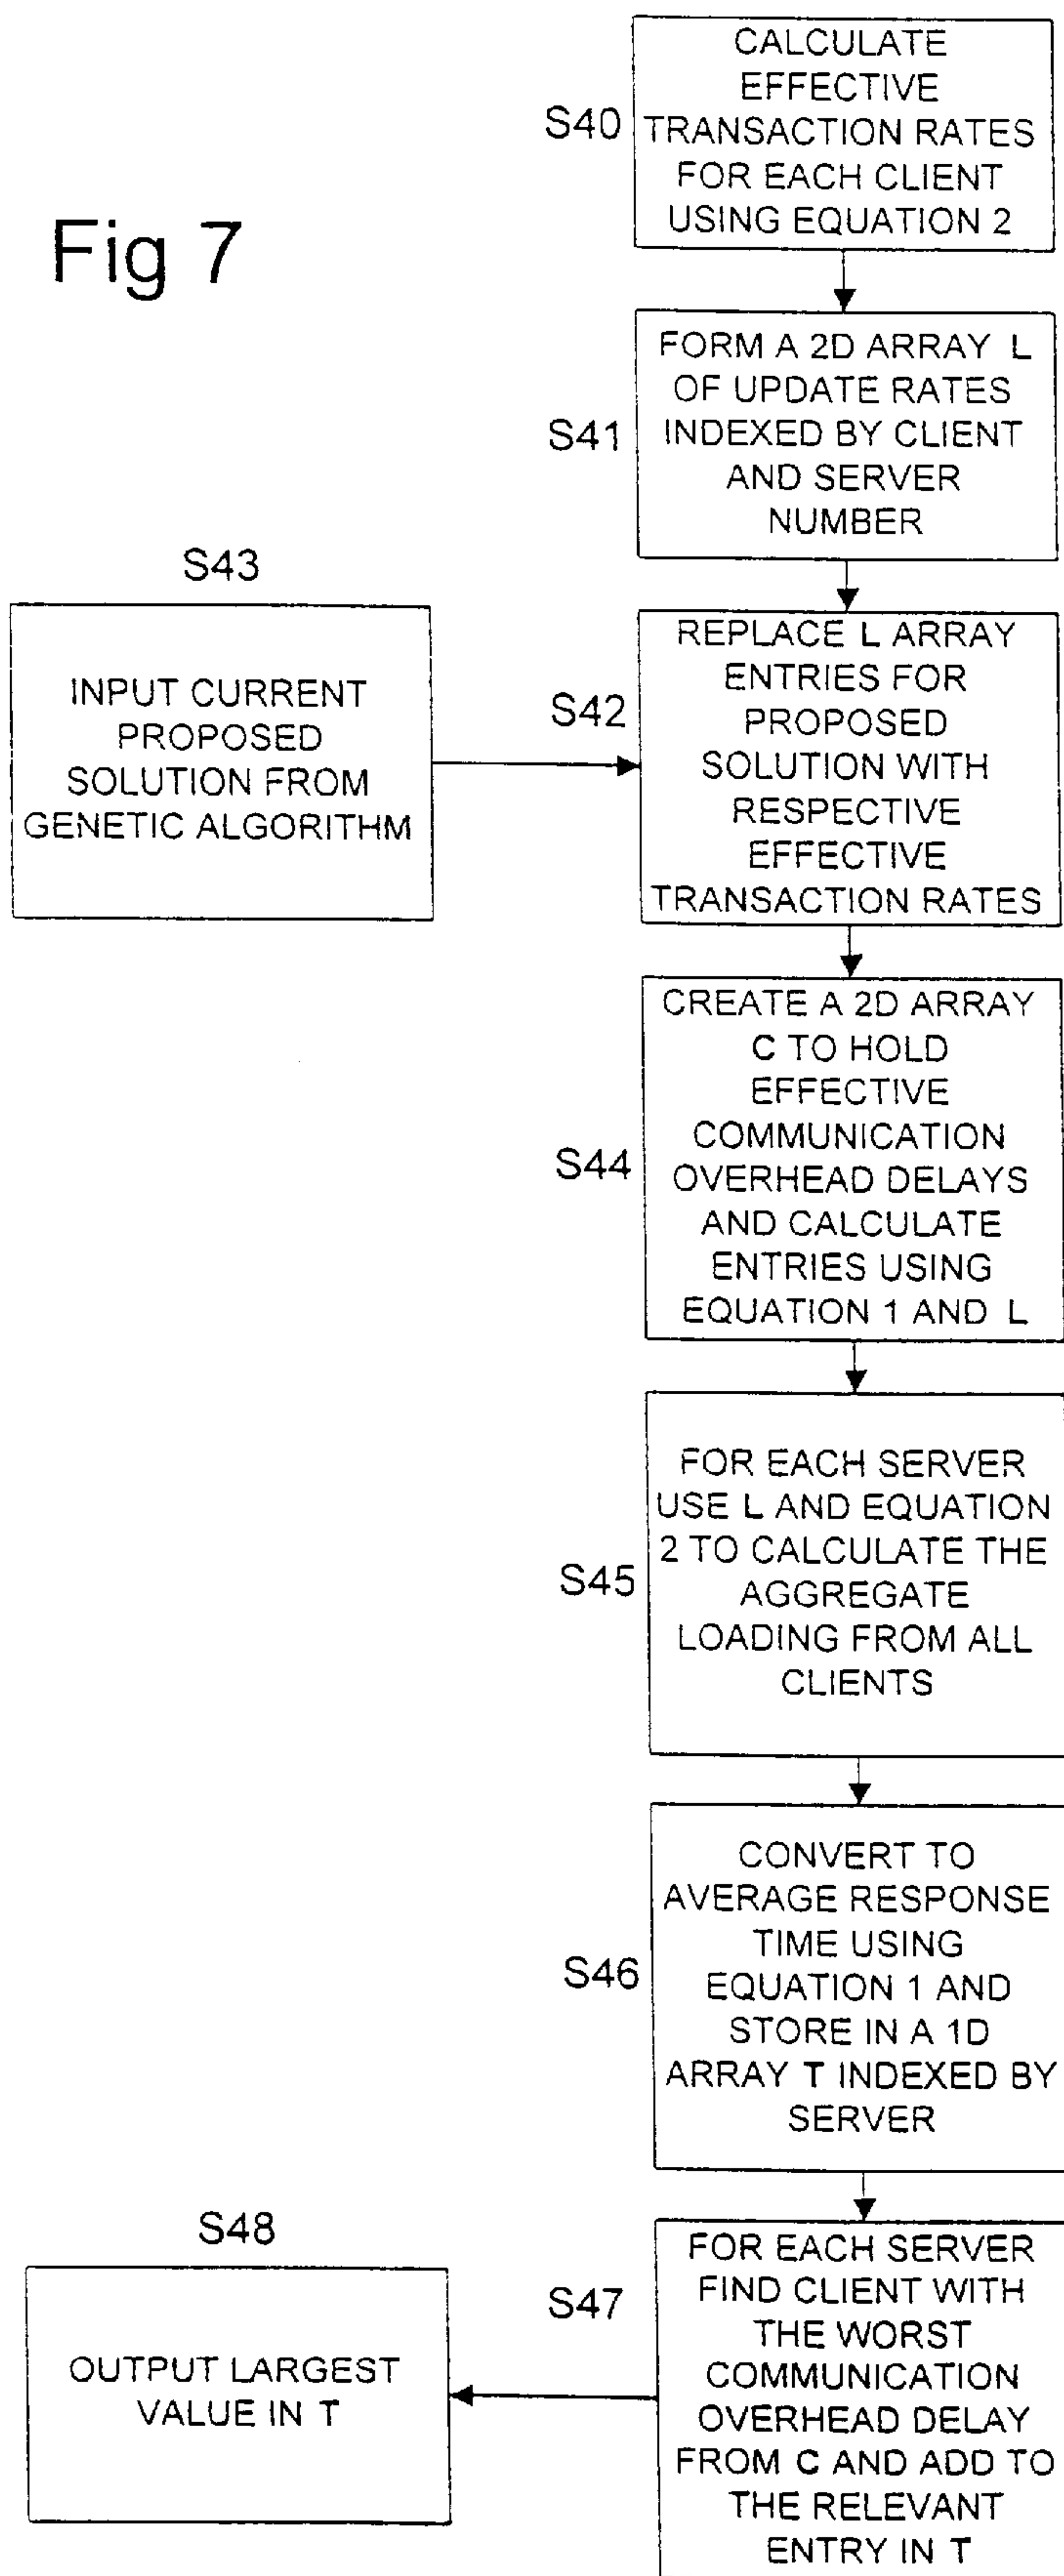 Fig 7
S40
CALCULATE
EFFECTIVE
TRANSACTION RATES
FOR EACH CLIENT
USING EQUATION 2
S41
FORM A 2D ARRAY L
OF UPDATE RATES
INDEXED BY CLIENT
AND SERVER
NUMBER
S43
INPUT CURRENT
PROPOSED
SOLUTION FROM
GENETIC ALGORITHM
S42
REPLACE L ARRAY
ENTRIES FOR
PROPOSED
SOLUTION WITH
RESPECTIVE
EFFECTIVE
TRANSACTION RATES
S44
CREATE A 2D ARRAY
C TO HOLD
EFFECTIVE
COMMUNICATION
OVERHEAD DELAYS
AND CALCULATE
ENTRIES USING
EQUATION 1 AND L
S45
FOR EACH SERVER
USE L AND EQUATION
2 TO CALCULATE THE
AGGREGATE
LOADING FROM ALL
CLIENTS
S46
CONVERT TO
AVERAGE RESPONSE
TIME USING
EQUATION 1 AND
STORE IN A 1D
ARRAY T INDEXED BY
SERVER
S47
FOR EACH SERVER
FIND CLIENT WITH
THE WORST
COMMUNICATION
OVERHEAD DELAY
FROM C AND ADD TO
THE RELEVANT
ENTRY IN T
S48
OUTPUT LARGEST
VALUE IN T